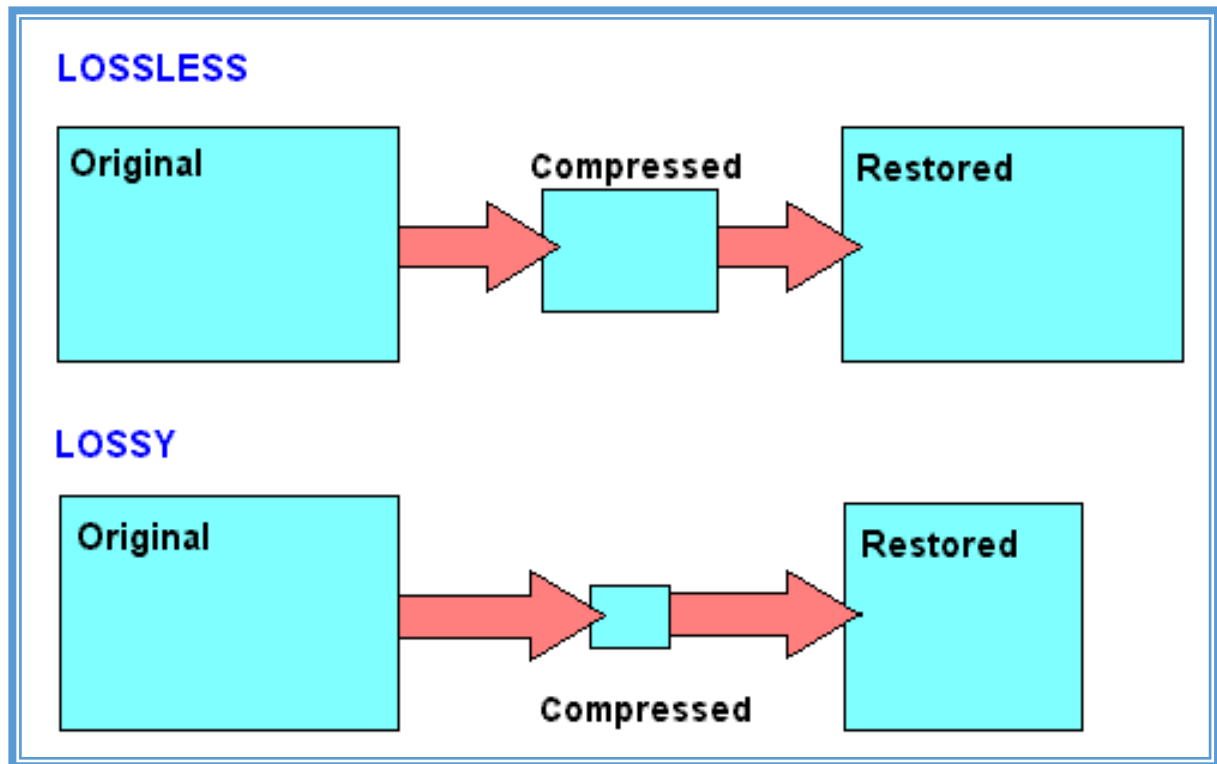 LOSSLESS
Original
Compressed
Restored
LOSSY
Original
Restored
Compressed